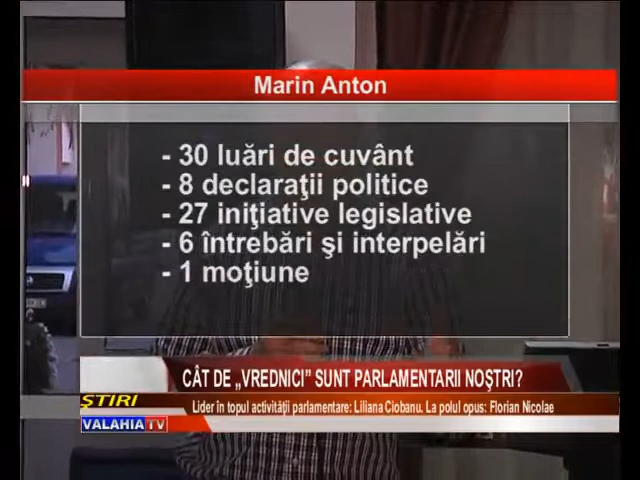 Marin Anton
- 30 luări de cuvânt
- 8 declaraţii politice
- 27 iniţiative legislative
- 6 întrebări şi interpelări
- 1 moţiune
CÂT DE „VREDNICI” SUNT PARLAMENTARII NOŞTRI?
ŞTIRI
Lider în topul activităţii parlamentare: Liliana Ciobanu. La polul opus: Florian Nicolae
VALAHIA TV